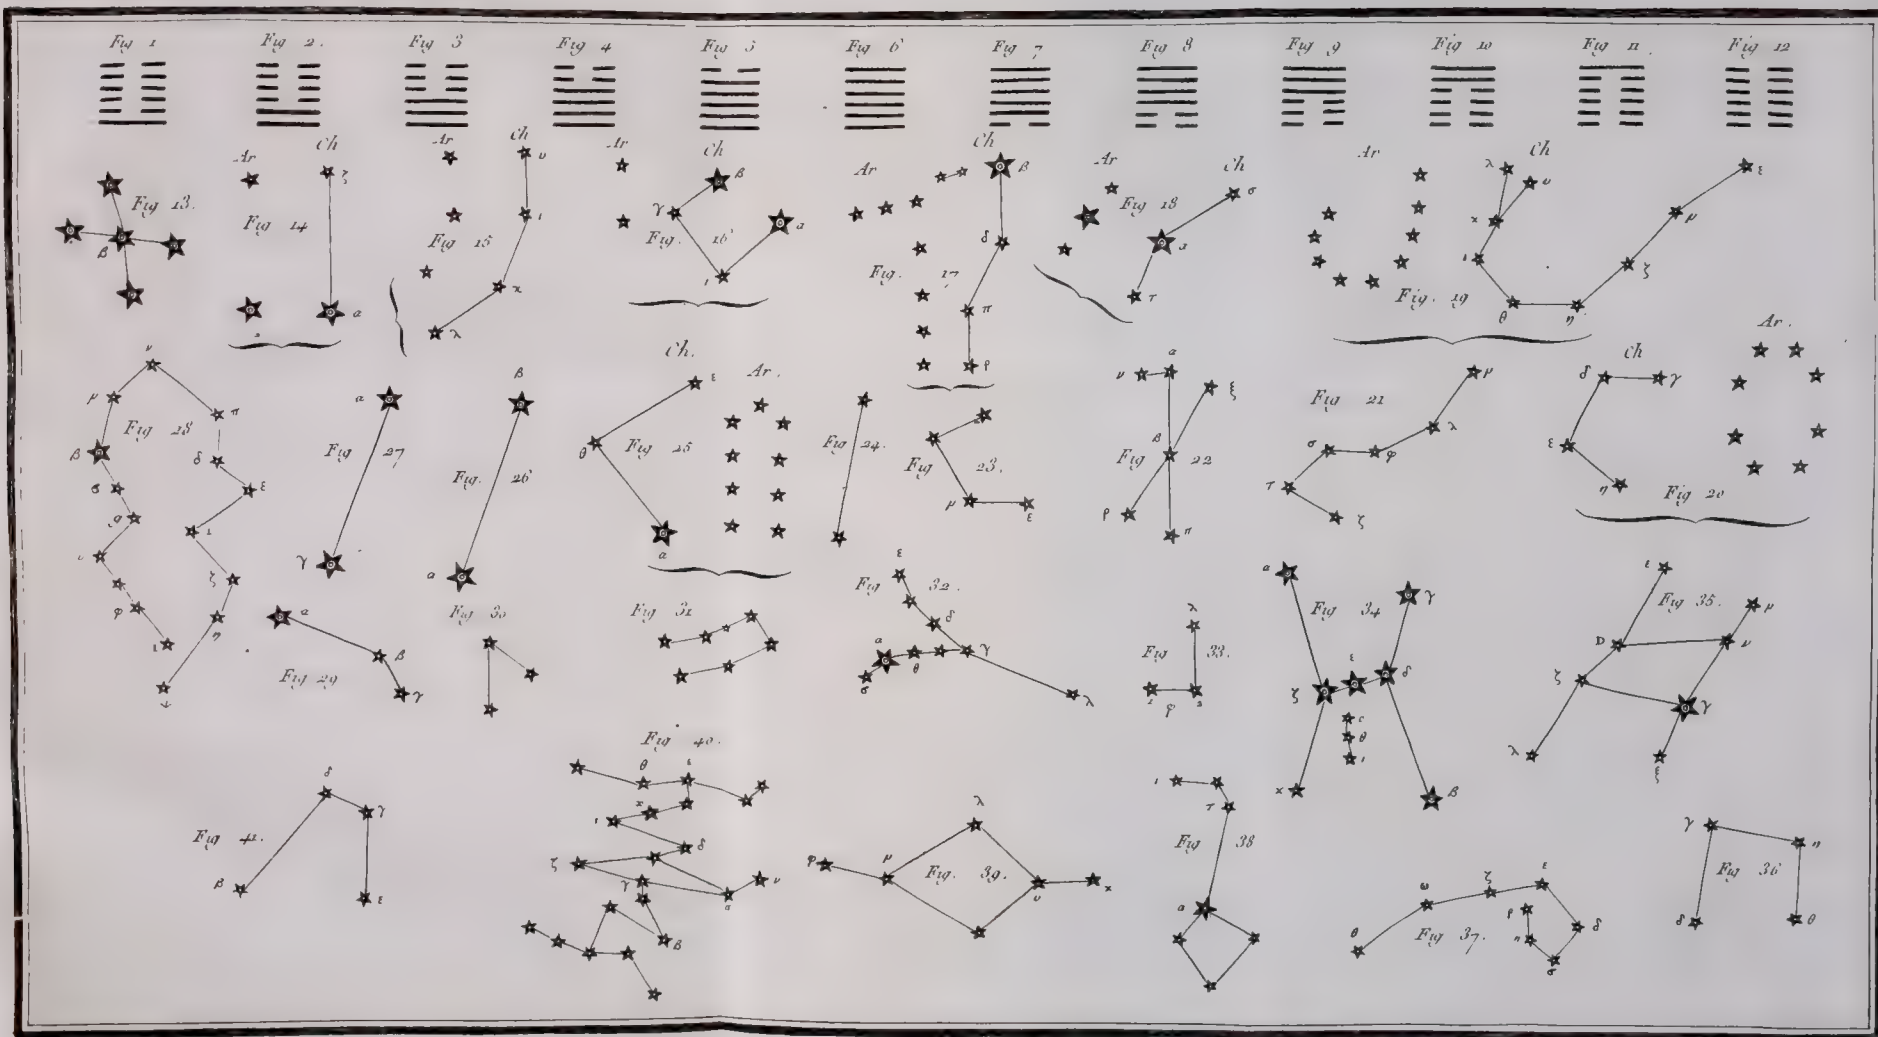 Fig 1 Fig 2. Fig 3 Fig 4 Fig 5 Fig 6 Fig 7 Fig 8 Fig 9 Fig 10 Fig 11. Fig 12
Fig 13.
β
Ar Ch
ζ
Fig 14
α
Ar Ch
υ
ι
Fig 15
κ
λ
Ar Ch
β
γ
α
Fig. 16
ι
Ch
Ar β
δ
Fig. 17
π
ρ
Ar Ch
Fig 18 σ
α
τ
Ar Ch
λ υ
κ
ι
Fig. 19
θ η
ζ
μ
ε
Ar.
Ch
δ γ
ε
η
Fig 20
Fig 21
μ
λ
σ φ
τ
ζ
α
ν ξ
β
Fig 22
ρ
π
Fig 23.
μ ε
Fig 24.
Ch. Ar.
ε
θ Fig 25
α
β
Fig. 26
α
α
Fig 27
γ
ν
μ π
Fig 28
β δ
σ ε
ι
ζ
φ η
α
β
Fig 29 γ
Fig 30
Fig 31
ε
Fig 32.
δ
α γ
θ
σ
λ
λ
Fig 33.
φ
α
Fig 34 γ
ε
ζ δ
θ
ι
κ β
ι
Fig 35. μ
D ν
ζ
γ
λ ξ
γ η
Fig 36
δ θ
ε
ζ
ω
ρ
θ Fig 37. η δ
σ
ι
τ
Fig 38
α
λ
φ μ
Fig. 39.
υ κ
Fig 40.
θ ε
κ
ι
δ
ζ
γ ν
α
β
δ
γ
Fig 41.
β
ε